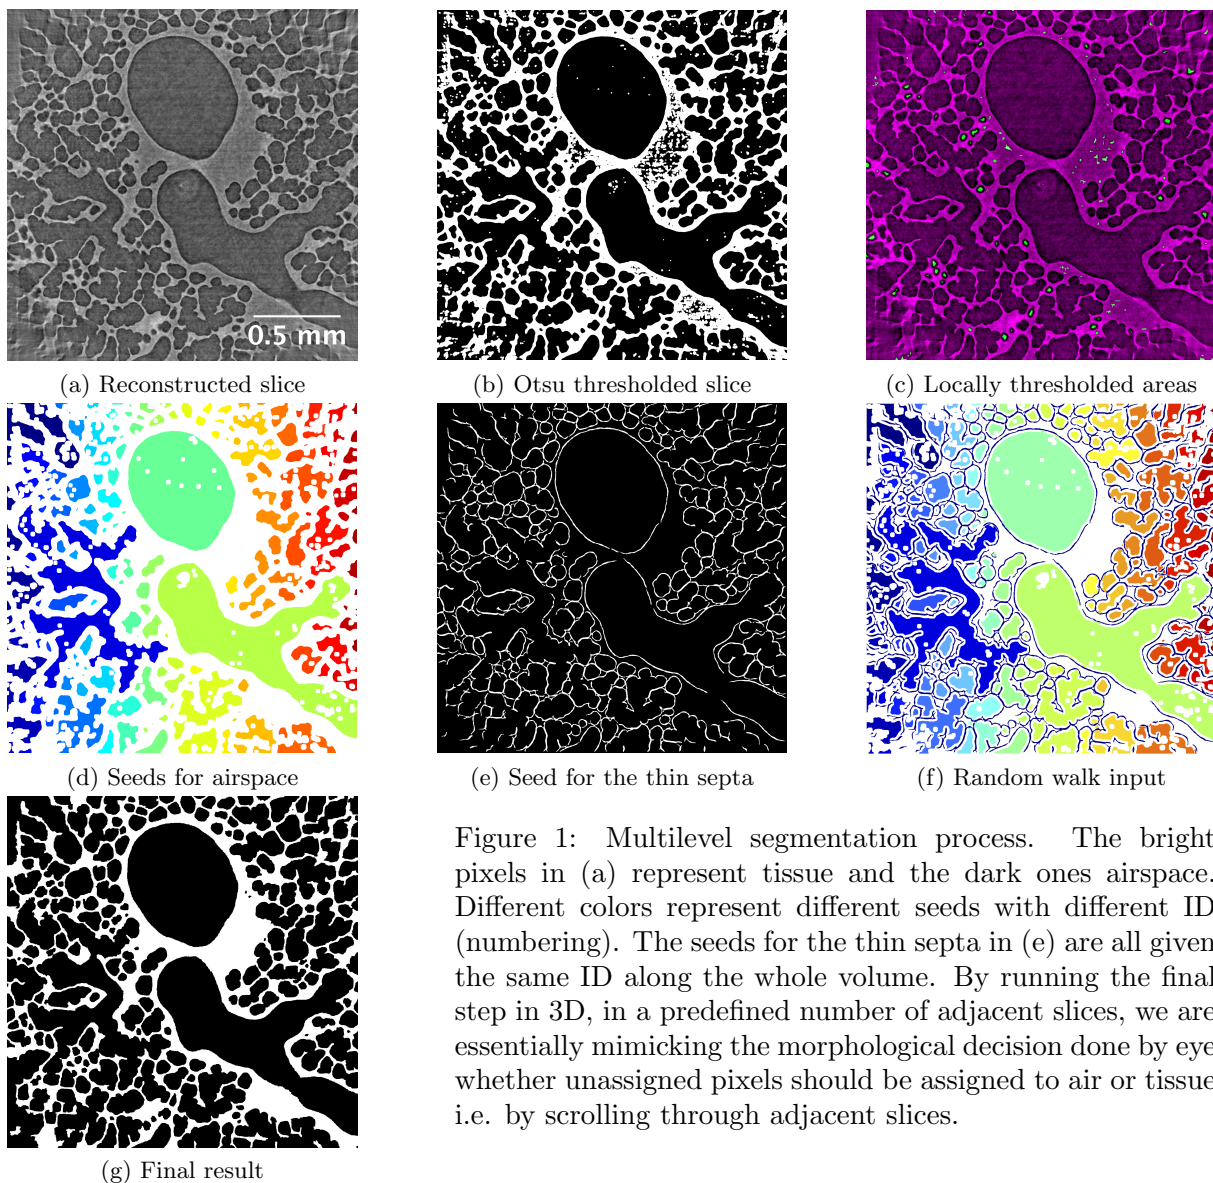 0.5 mm
(a) Reconstructed slice
(b) Otsu thresholded slice
(c) Locally thresholded areas
(d) Seeds for airspace
(e) Seed for the thin septa
(f) Random walk input
(g) Final result
Figure 1: Multilevel segmentation process. The bright
pixels in (a) represent tissue and the dark ones airspace.
Different colors represent different seeds with different ID
(numbering). The seeds for the thin septa in (e) are all given
the same ID along the whole volume. By running the final
step in 3D, in a predefined number of adjacent slices, we are
essentially mimicking the morphological decision done by eye
whether unassigned pixels should be assigned to air or tissue
i.e. by scrolling through adjacent slices.